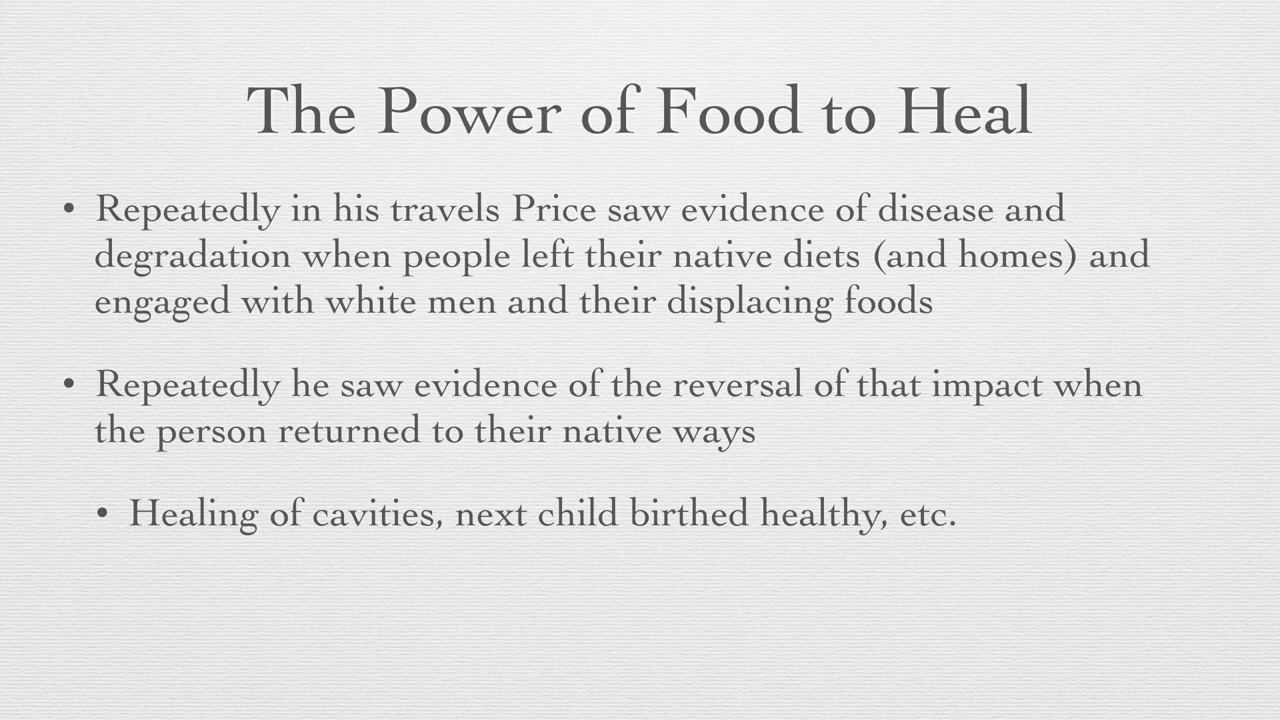 The Power of Food to Heal
• Repeatedly in his travels Price saw evidence of disease and
degradation when people left their native diets (and homes) and
engaged with white men and their displacing foods
• Repeatedly he saw evidence of the reversal of that impact when
the person returned to their native ways
• Healing of cavities, next child birthed healthy, etc.